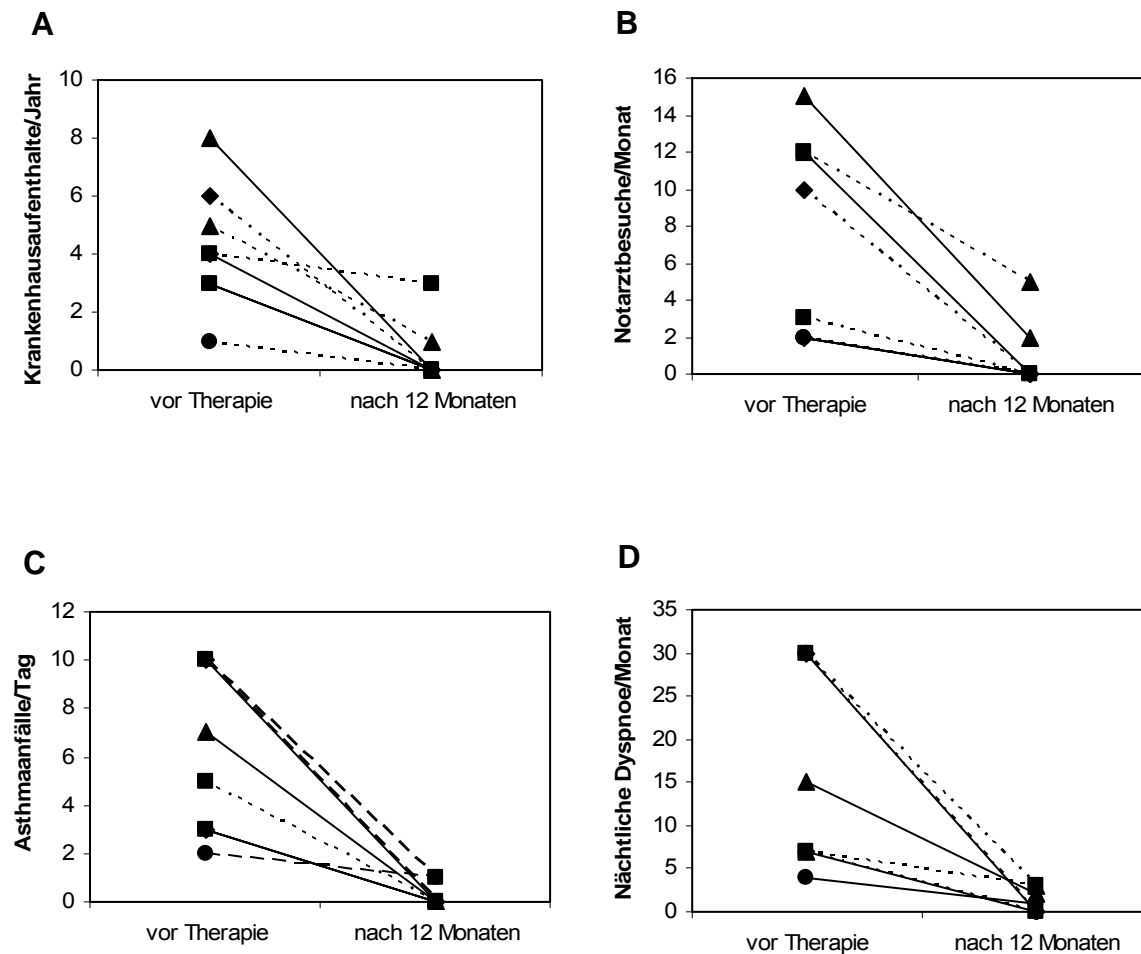 A
Krankenhausaufenthalte/Jahr
10
8
6
4
2
0
vor Therapie nach 12 Monaten
B
Notarztbesuche/Monat
16
14
12
10
8
6
4
2
0
vor Therapie nach 12 Monaten
C
Asthmaanfälle/Tag
12
10
8
6
4
2
0
vor Therapie nach 12 Monaten
D
Nächtliche Dyspnoe/Monat
35
30
25
20
15
10
5
0
vor Therapie nach 12 Monaten